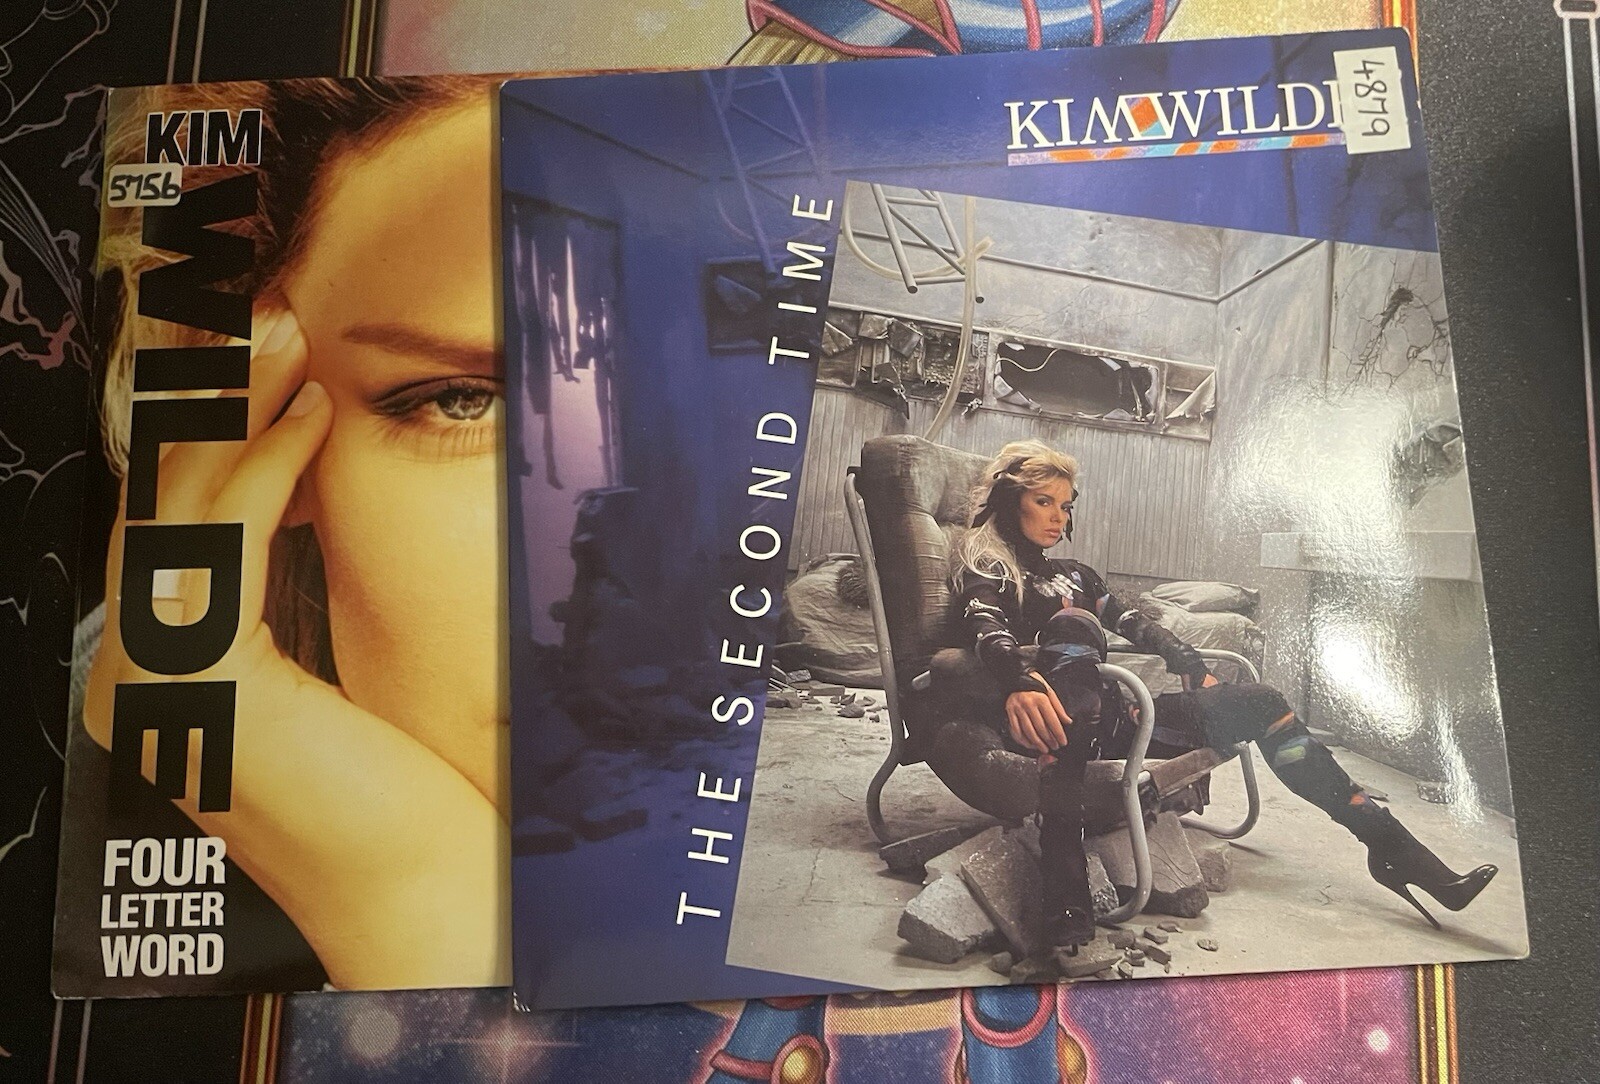 KIM
5756
WILDE
FOUR
LETTER
WORD
KIM WILDE
4879
THE SECOND TIME